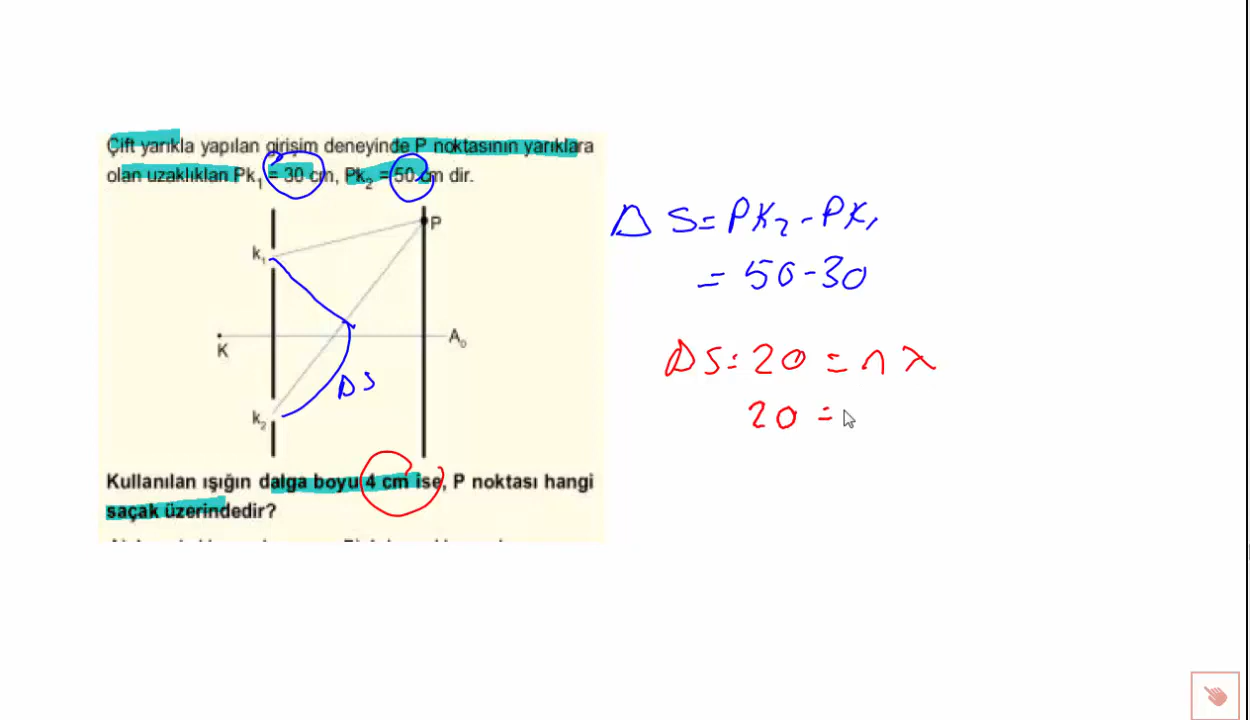 Çift yarıkla yapılan girişim deneyinde P noktasının yarıklara
olan uzaklıkları Pk₁ = 30 cm, Pk₂ = 50 cm dir.
P
k₁
K
A₀
k₂
ΔS
Kullanılan ışığın dalga boyu 4 cm ise, P noktası hangi
saçak üzerindedir?
ΔS = PK₂ - PK₁
= 50 - 30
ΔS = 20 = nλ
20 =